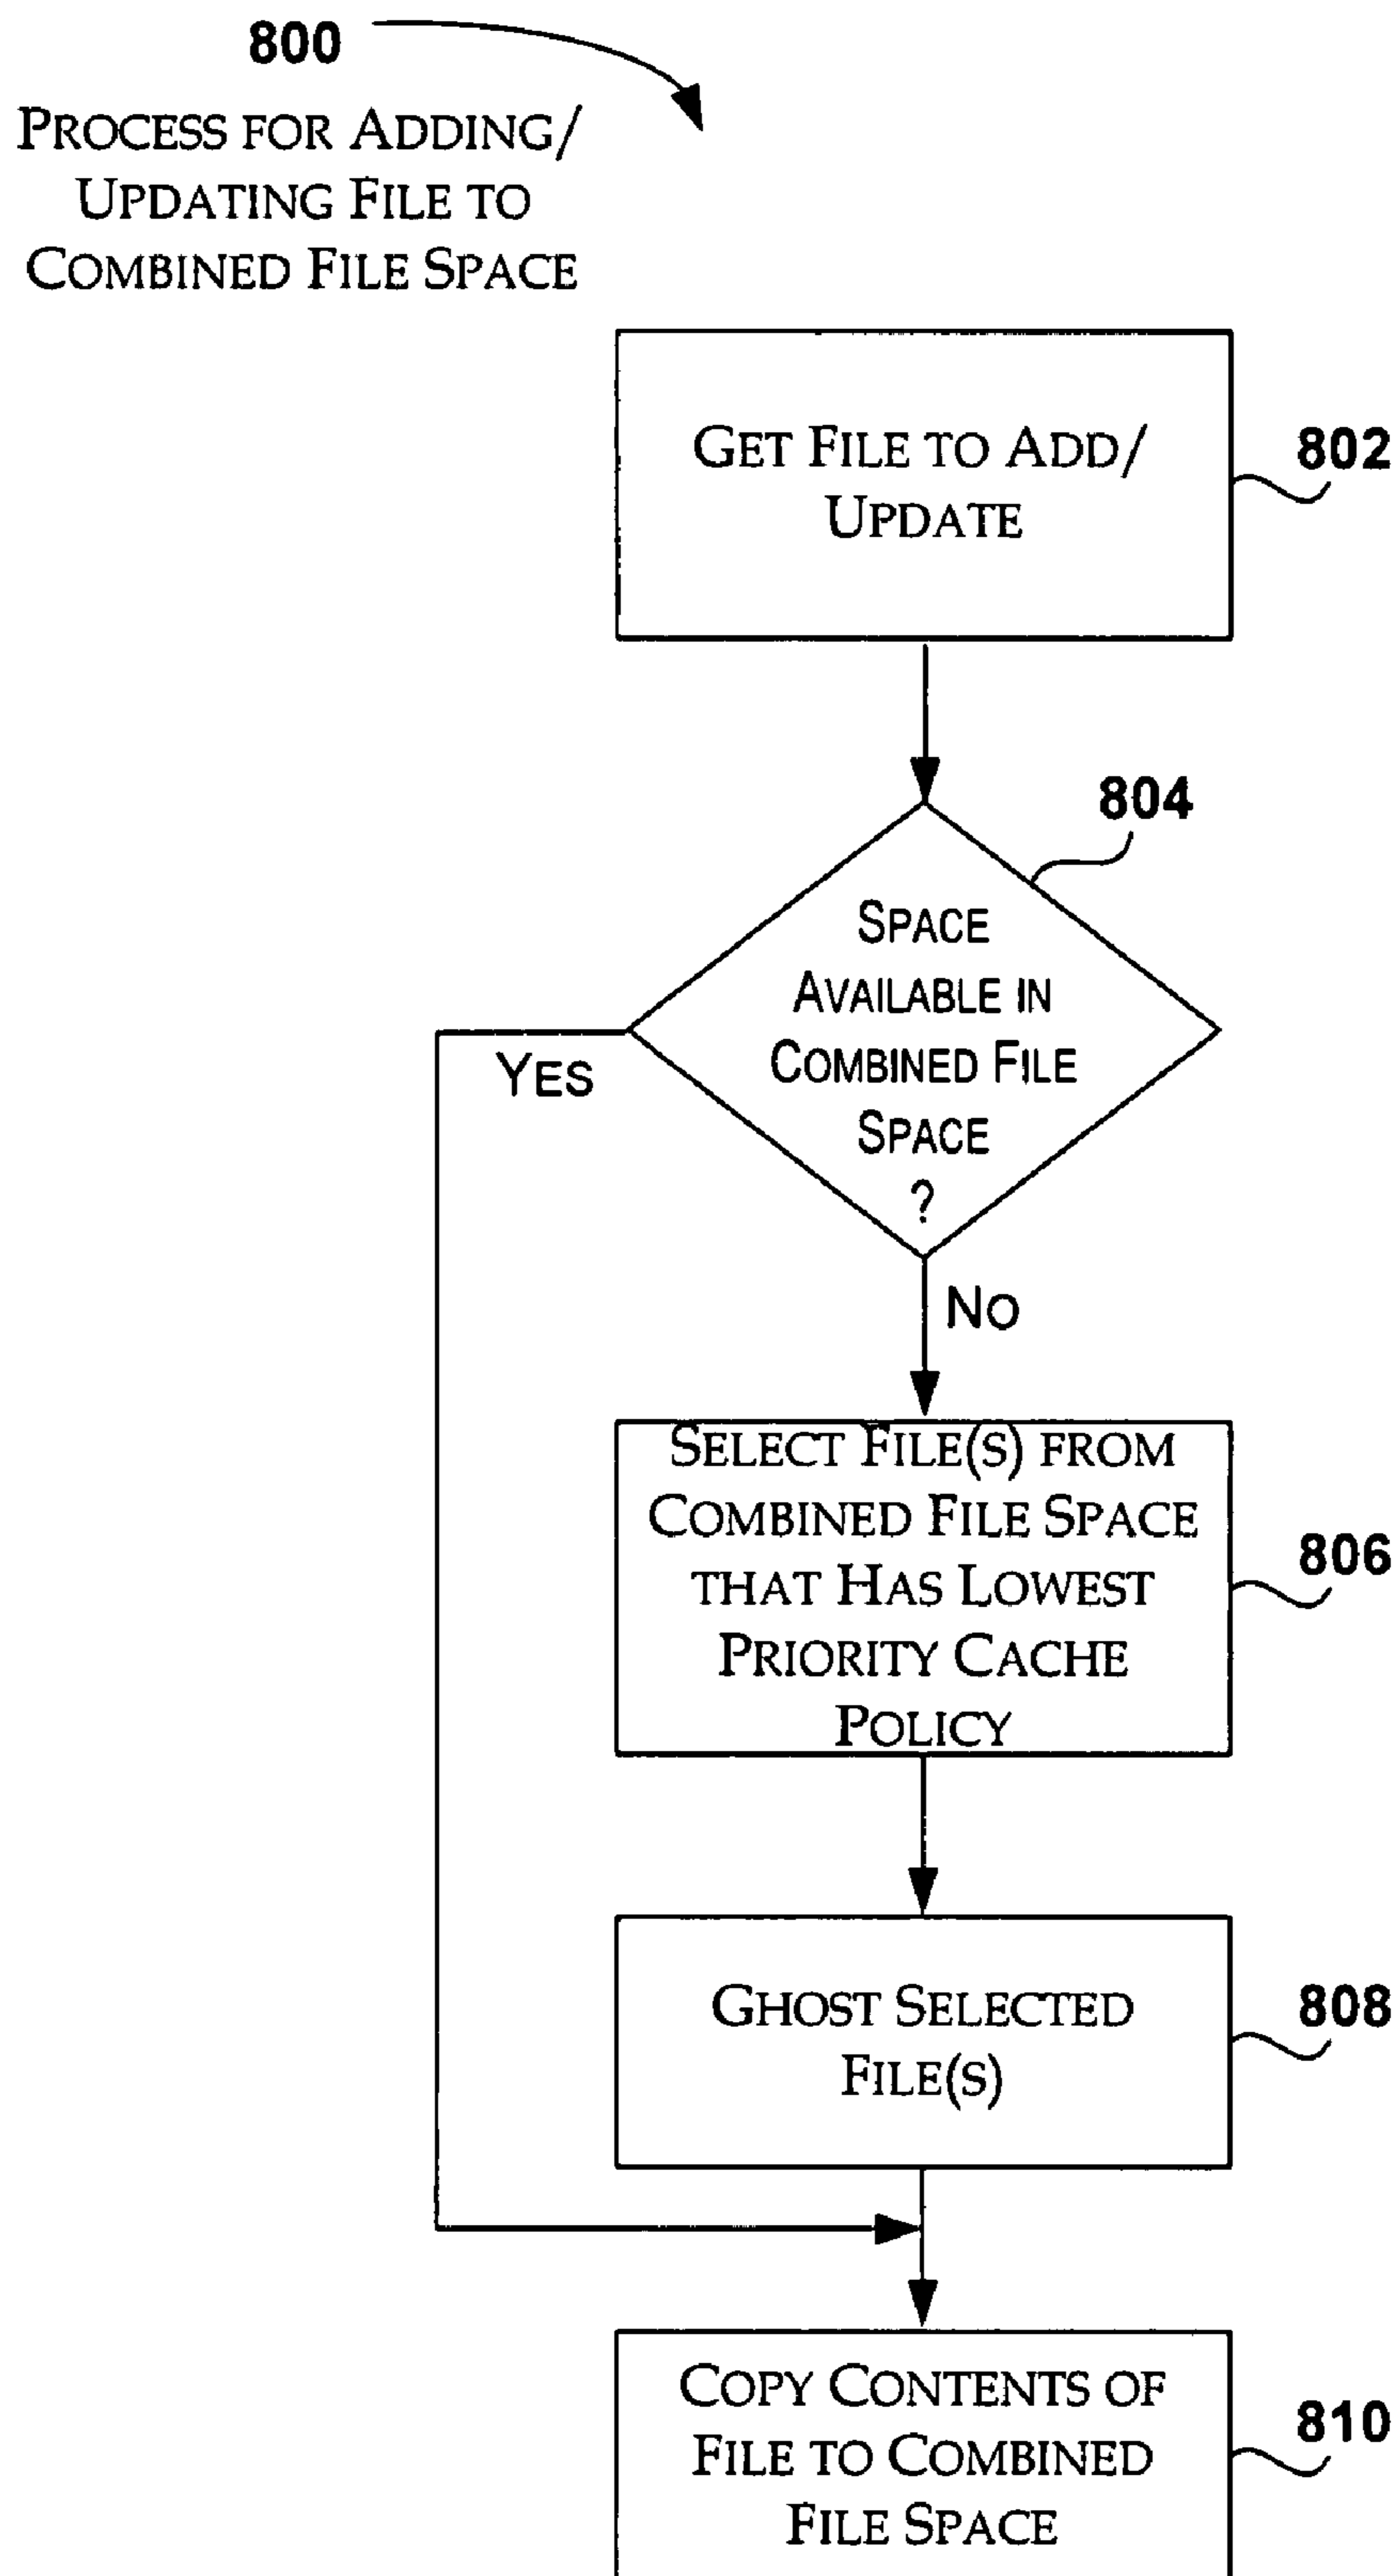 800
PROCESS FOR ADDING/
UPDATING FILE TO
COMBINED FILE SPACE
GET FILE TO ADD/
UPDATE
802
804
SPACE
AVAILABLE IN
COMBINED FILE
SPACE
?
YES
NO
SELECT FILE(S) FROM
COMBINED FILE SPACE
THAT HAS LOWEST
PRIORITY CACHE
POLICY
806
GHOST SELECTED
FILE(S)
808
COPY CONTENTS OF
FILE TO COMBINED
FILE SPACE
810